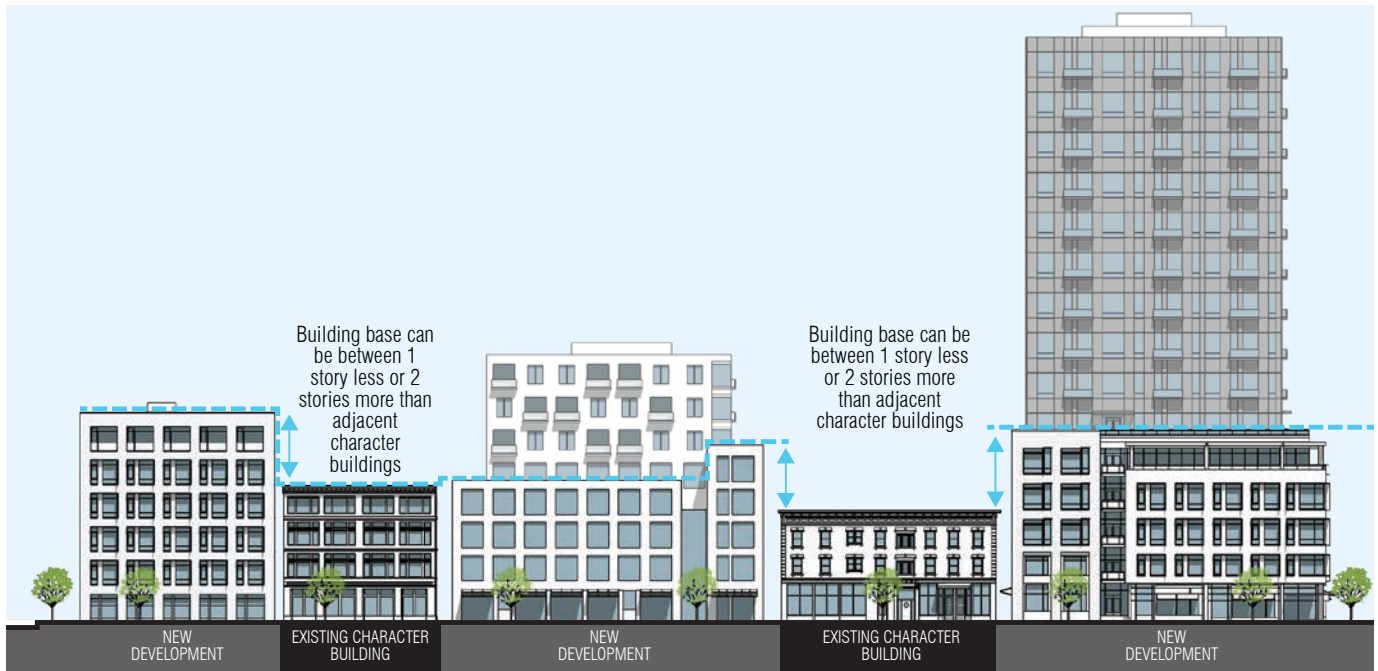 Building base can
be between 1
story less or 2
stories more than
adjacent
character
buildings
Building base can be
between 1 story less
or 2 stories more
than adjacent
character buildings
NEW
DEVELOPMENT
EXISTING CHARACTER
BUILDING
NEW
DEVELOPMENT
EXISTING CHARACTER
BUILDING
NEW
DEVELOPMENT